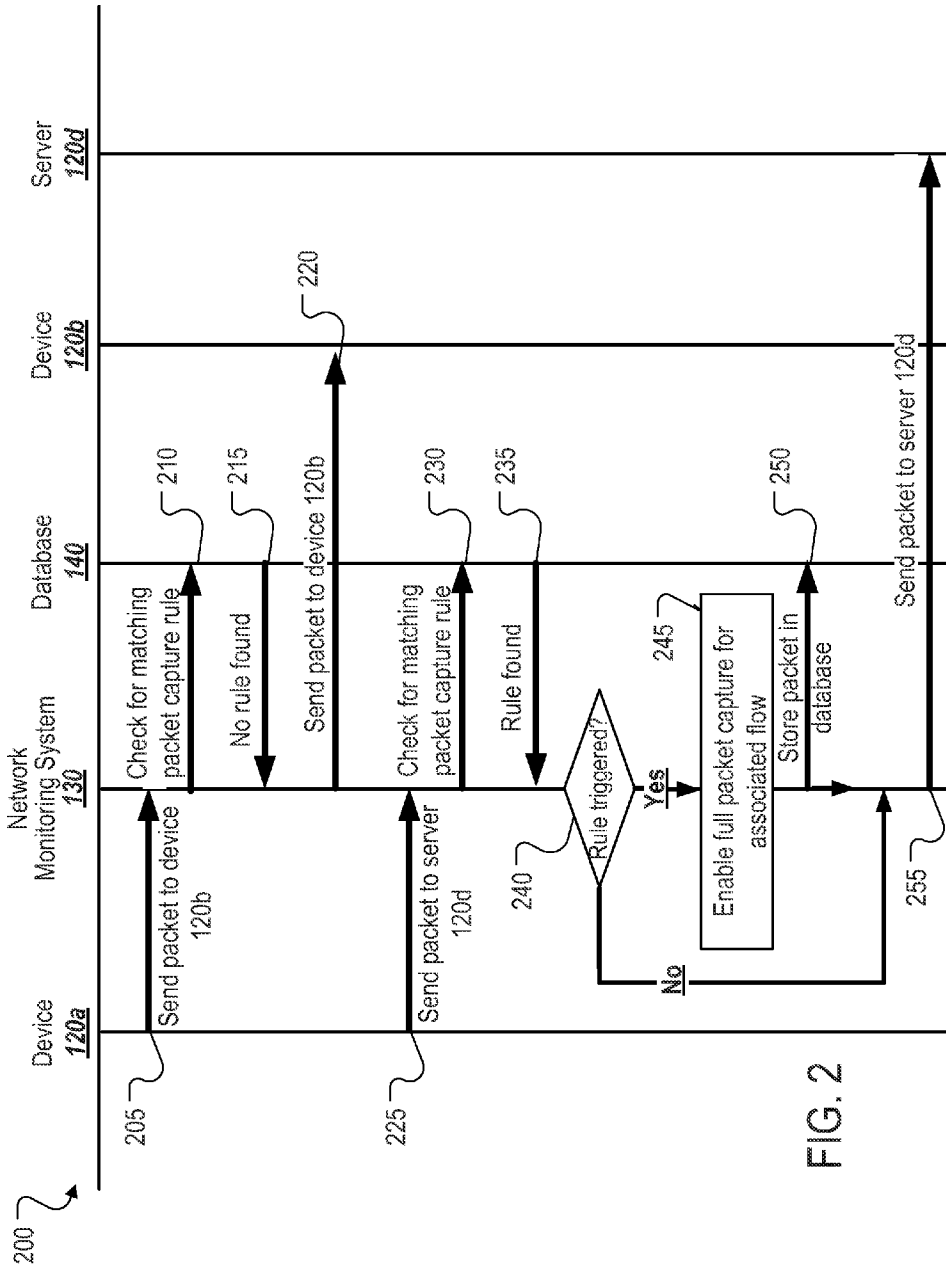 200
Device
120a
Network
Monitoring System
130
Database
140
Device
120b
Server
120d
205
Send packet to device
120b
Check for matching
packet capture rule
210
No rule found
215
Send packet to device 120b
220
225
Send packet to server
120d
Check for matching
packet capture rule
230
Rule found
235
240
Rule triggered?
Yes
No
245
Enable full packet capture for
associated flow
Store packet in
database
250
Send packet to server 120d
255
FIG. 2